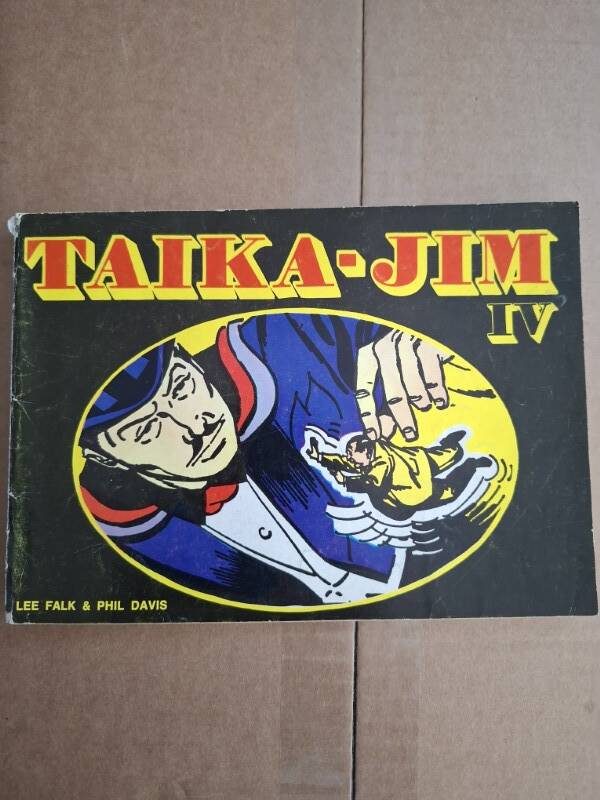 TAIKA-JIM
IV
LEE FALK & PHIL DAVIS